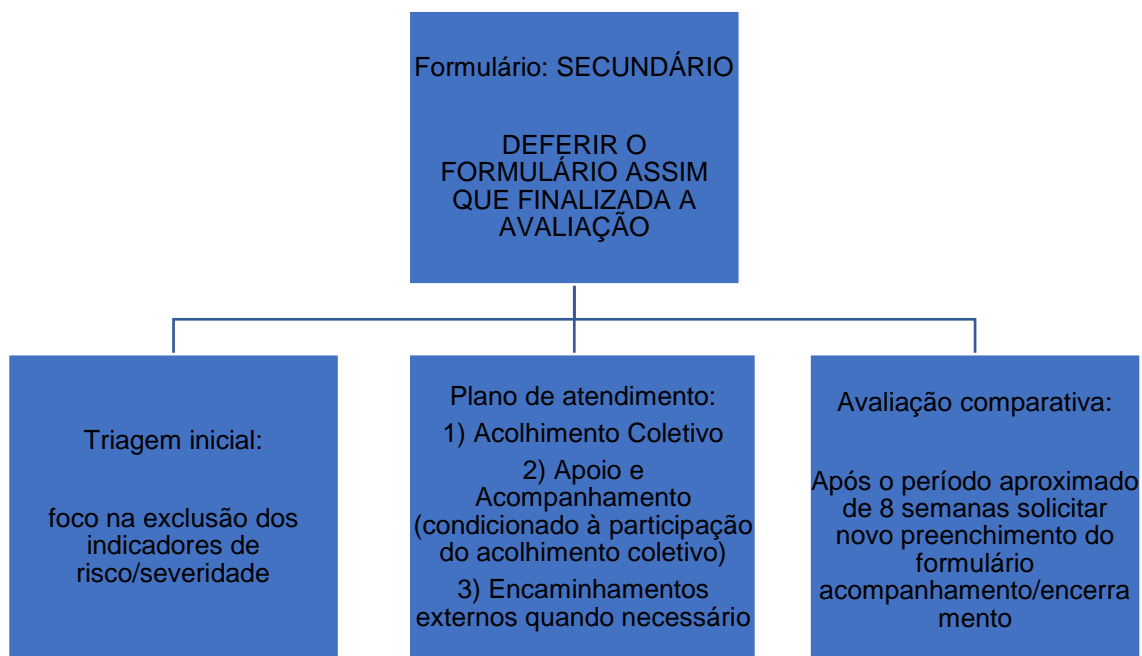 Formulário: SECUNDÁRIO
DEFERIR O
FORMULÁRIO ASSIM
QUE FINALIZADA A
AVALIAÇÃO
Triagem inicial:
foco na exclusão dos
indicadores de
risco/severidade
Plano de atendimento:
1) Acolhimento Coletivo
2) Apoio e
Acompanhamento
(condicionado à participação
do acolhimento coletivo)
3) Encaminhamentos
externos quando necessário
Avaliação comparativa:
Após o período aproximado
de 8 semanas solicitar
novo preenchimento do
formulário
acompanhamento/encerra
mento